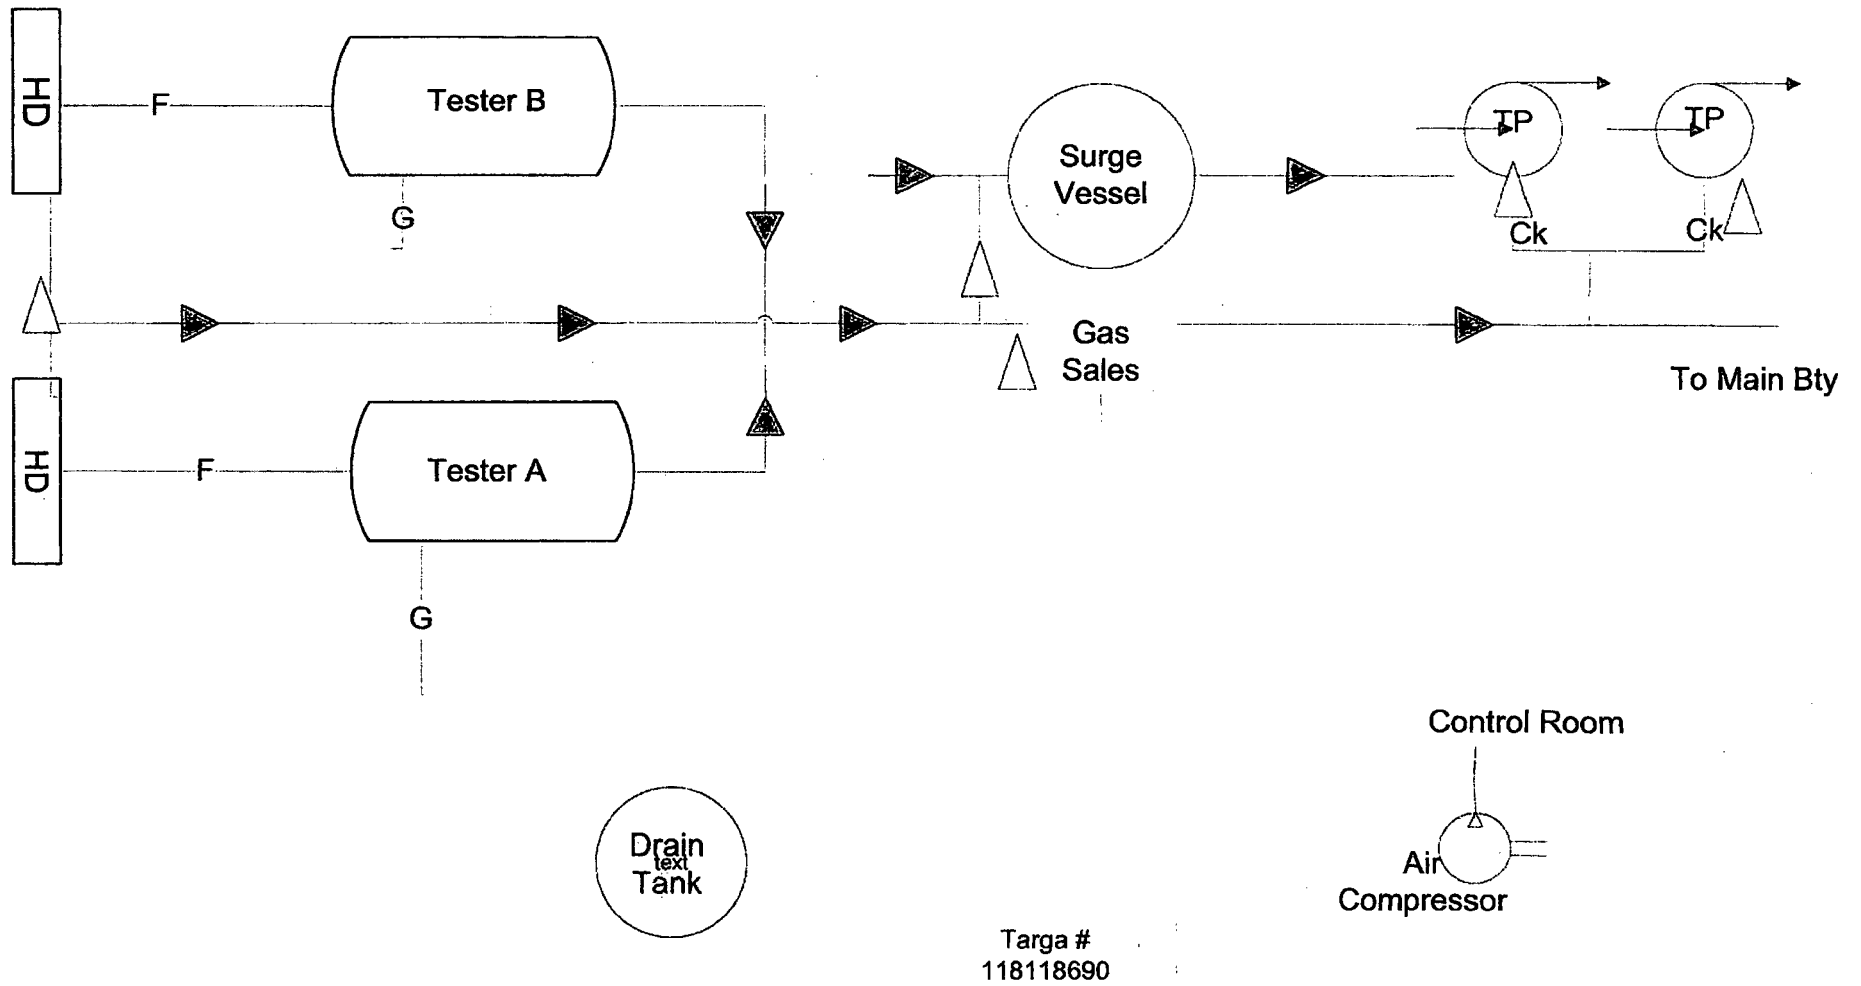 HD
F
Tester B
G
Surge
Vessel
TP
TP
Ck
Ck
Gas
Sales
To Main Bty
HD
F
Tester A
G
Control Room
Drain
text
Tank
Air
Compressor
Targa #
118118690